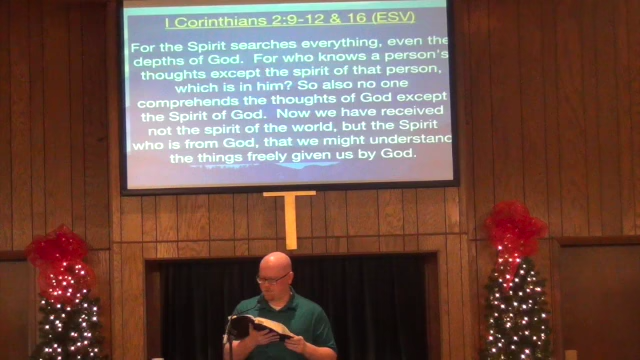 I Corinthians 2:9-12 & 16 (ESV)
For the Spirit searches everything, even the
depths of God. For who knows a person's
thoughts except the spirit of that person,
which is in him? So also no one
comprehends the thoughts of God except
the Spirit of God. Now we have received
not the spirit of the world, but the Spirit
who is from God, that we might understand
the things freely given us by God.